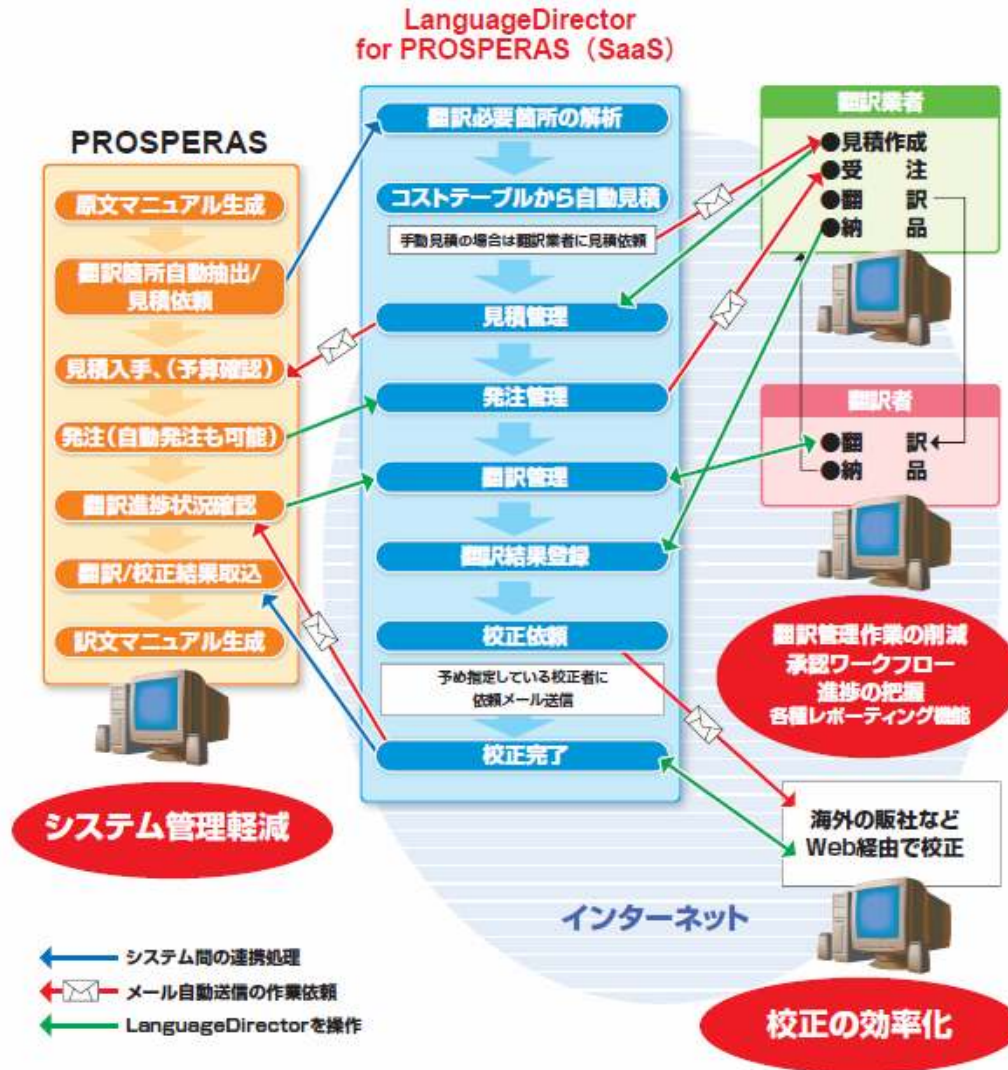 LanguageDirector
for PROSPERAS（SaaS）
PROSPERAS
原文マニュアル生成
翻訳箇所自動抽出/
見積依頼
見積入手、（予算確認）
発注（自動発注も可能）
翻訳進捗状況確認
翻訳/校正結果取込
訳文マニュアル生成
システム管理軽減
翻訳必要箇所の解析
コストテーブルから自動見積
手動見積の場合は翻訳業者に見積依頼
見積管理
発注管理
翻訳管理
翻訳結果登録
校正依頼
予め指定している校正者に
依頼メール送信
校正完了
翻訳業者
●見積作成
●受　注
●翻　訳
●納　品
翻訳者
●翻　訳
●納　品
翻訳管理作業の削減
承認ワークフロー
進捗の把握
各種レポーティング機能
海外の販社など
Web経由で校正
インターネット
校正の効率化
システム間の連携処理
メール自動送信の作業依頼
LanguageDirectorを操作